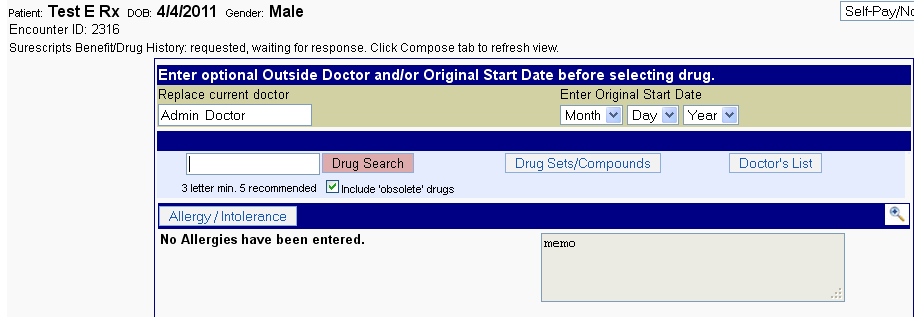 Patient: Test E Rx DOB: 4/4/2011 Gender: Male
Self-Pay/No
Encounter ID: 2316
Surescripts Benefit/Drug History: requested, waiting for response. Click Compose tab to refresh view.
Enter optional Outside Doctor and/or Original Start Date before selecting drug.
Replace current doctor
Enter Original Start Date
Admin Doctor
Month Day Year
Drug Search
Drug Sets/Compounds
Doctor's List
3 letter min. 5 recommended
Include 'obsolete' drugs
Allergy / Intolerance
No Allergies have been entered.
memo